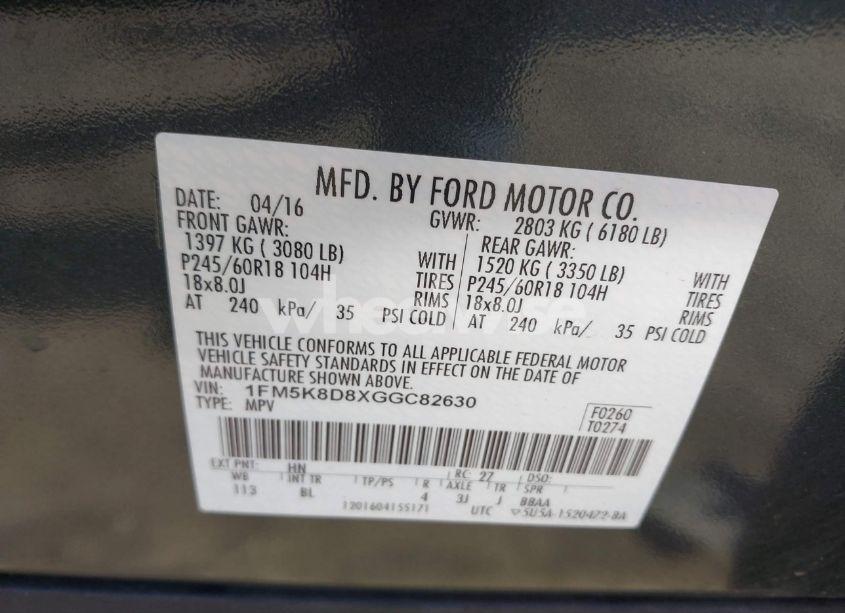 MFD. BY FORD MOTOR CO.
DATE: 04/16 GVWR: 2803 KG ( 6180 LB)
FRONT GAWR: REAR GAWR:
1397 KG ( 3080 LB) WITH 1520 KG ( 3350 LB) WITH
P245/60R18 104H TIRES P245/60R18 104H TIRES
18x8.0J RIMS 18x8.0J RIMS
AT 240 kPa/ 35 PSI COLD AT 240 kPa/ 35 PSI COLD
THIS VEHICLE CONFORMS TO ALL APPLICABLE FEDERAL MOTOR
VEHICLE SAFETY STANDARDS IN EFFECT ON THE DATE OF
MANUFACTURE SHOWN ABOVE.
VIN: 1FM5K8D8XGGC82630
TYPE: MPV
F0260
T0274
EXT PNT: HN RC: 27 DSO:
WB INT TR TP/PS R AXLE TR SPR
113 BL 4 3J J BBAA
1201604155171 UTC 5U5A-1520472-BA